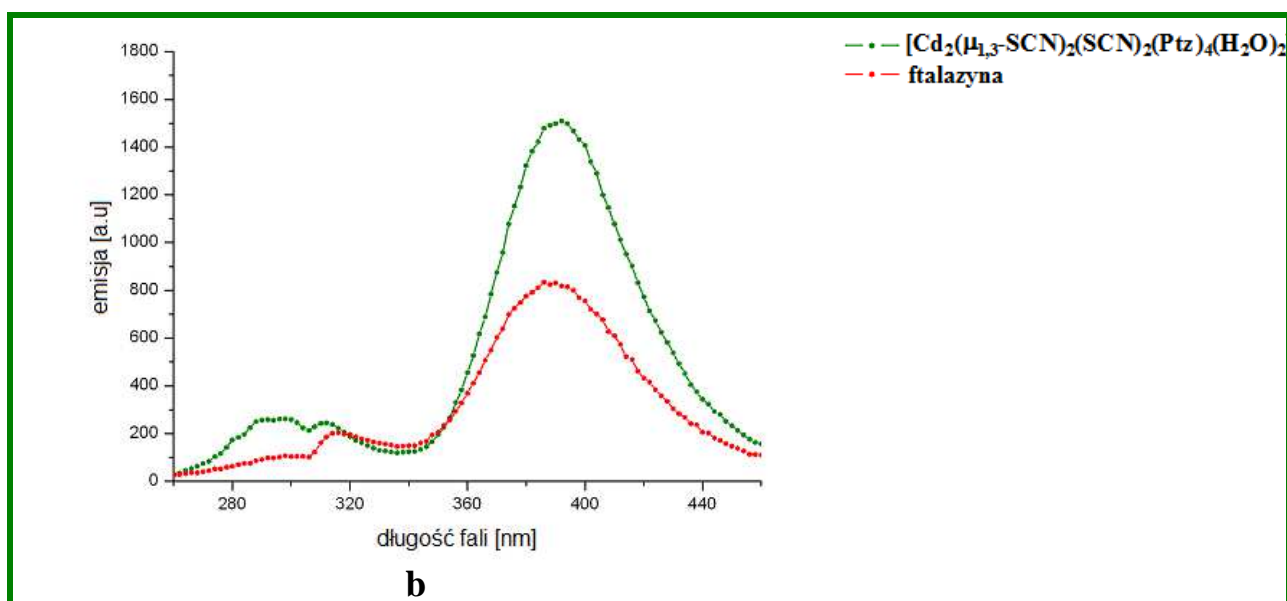 [Cd2(μ1,3-SCN)2(SCN)2(Ptz)4(H2O)2
ftalazyna
1800
1600
1400
1200
1000
800
600
400
200
0
emisja [a.u]
280 320 360 400 440
długość fali [nm]
b